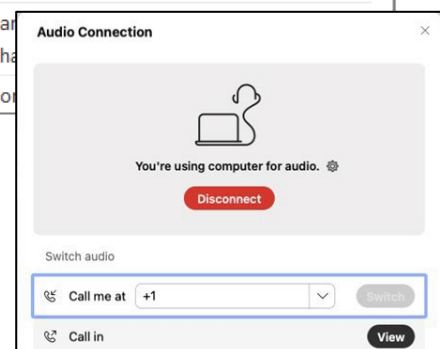 Audio Connection
You're using computer for audio.
Disconnect
Switch audio
Call me at +1 Switch
Call in View